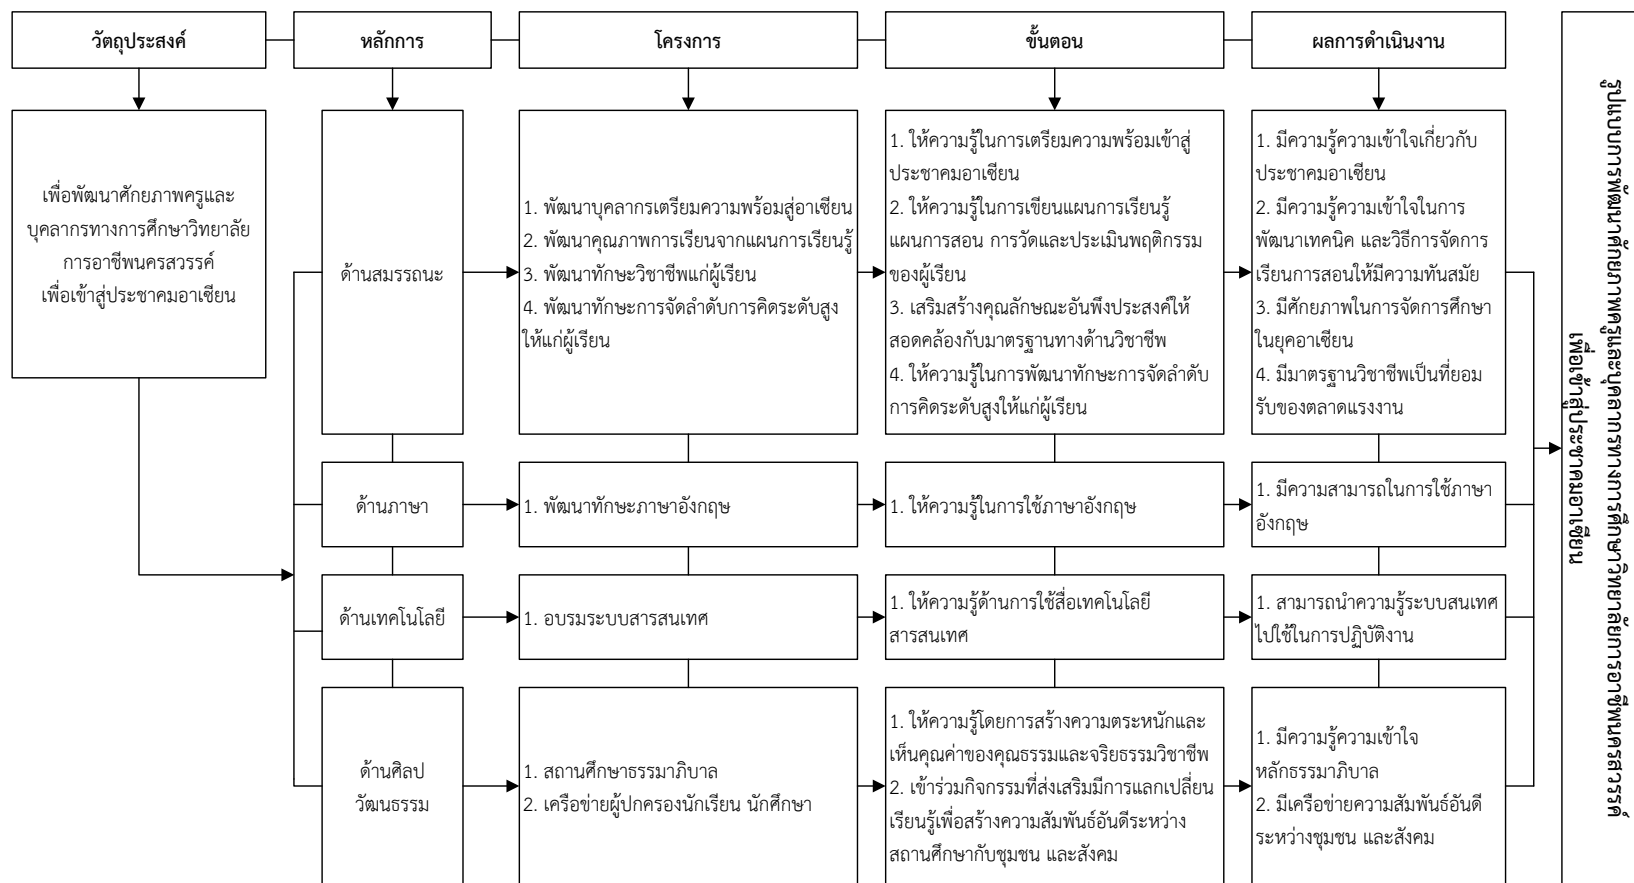 วัตถุประสงค์
หลักการ
โครงการ
ขั้นตอน
ผลการดำเนินงาน
เพื่อพัฒนาศักยภาพครูและ
บุคลากรทางการศึกษาวิทยาลัย
การอาชีพนครสวรรค์
เพื่อเข้าสู่ประชาคมอาเซียน
ด้านสมรรถนะ
1. พัฒนาบุคลากรเตรียมความพร้อมสู่อาเซียน
2. พัฒนาคุณภาพการเรียนจากแผนการเรียนรู้
3. พัฒนาทักษะวิชาชีพแก่ผู้เรียน
4. พัฒนาทักษะการจัดลำดับการคิดระดับสูง
ให้แก่ผู้เรียน
1. ให้ความรู้ในการเตรียมความพร้อมเข้าสู่
ประชาคมอาเซียน
2. ให้ความรู้ในการเขียนแผนการเรียนรู้
แผนการสอน การวัดและประเมินพฤติกรรม
ของผู้เรียน
3. เสริมสร้างคุณลักษณะอันพึงประสงค์ให้
สอดคล้องกับมาตรฐานทางด้านวิชาชีพ
4. ให้ความรู้ในการพัฒนาทักษะการจัดลำดับ
การคิดระดับสูงให้แก่ผู้เรียน
1. มีความรู้ความเข้าใจเกี่ยวกับ
ประชาคมอาเซียน
2. มีความรู้ความเข้าใจในการ
พัฒนาเทคนิค และวิธีการจัดการ
เรียนการสอนให้มีความทันสมัย
3. มีศักยภาพในการจัดการศึกษา
ในยุคอาเซียน
4. มีมาตรฐานวิชาชีพเป็นที่ยอม
รับของตลาดแรงงาน
ด้านภาษา
1. พัฒนาทักษะภาษาอังกฤษ
1. ให้ความรู้ในการใช้ภาษาอังกฤษ
1. มีความสามารถในการใช้ภาษา
อังกฤษ
ด้านเทคโนโลยี
1. อบรมระบบสารสนเทศ
1. ให้ความรู้ด้านการใช้สื่อเทคโนโลยี
สารสนเทศ
1. สามารถนำความรู้ระบบสนเทศ
ไปใช้ในการปฏิบัติงาน
ด้านศิลป
วัฒนธรรม
1. สถานศึกษาธรรมาภิบาล
2. เครือข่ายผู้ปกครองนักเรียน นักศึกษา
1. ให้ความรู้โดยการสร้างความตระหนักและ
เห็นคุณค่าของคุณธรรมและจริยธรรมวิชาชีพ
2. เข้าร่วมกิจกรรมที่ส่งเสริมมีการแลกเปลี่ยน
เรียนรู้เพื่อสร้างความสัมพันธ์อันดีระหว่าง
สถานศึกษากับชุมชน และสังคม
1. มีความรู้ความเข้าใจ
หลักธรรมาภิบาล
2. มีเครือข่ายความสัมพันธ์อันดี
ระหว่างชุมชน และสังคม
รูปแบบการพัฒนาศักยภาพครูและบุคลากรทางการศึกษาวิทยาลัยการอาชีพนครสวรรค์
เพื่อเข้าสู่ประชาคมอาเซียน